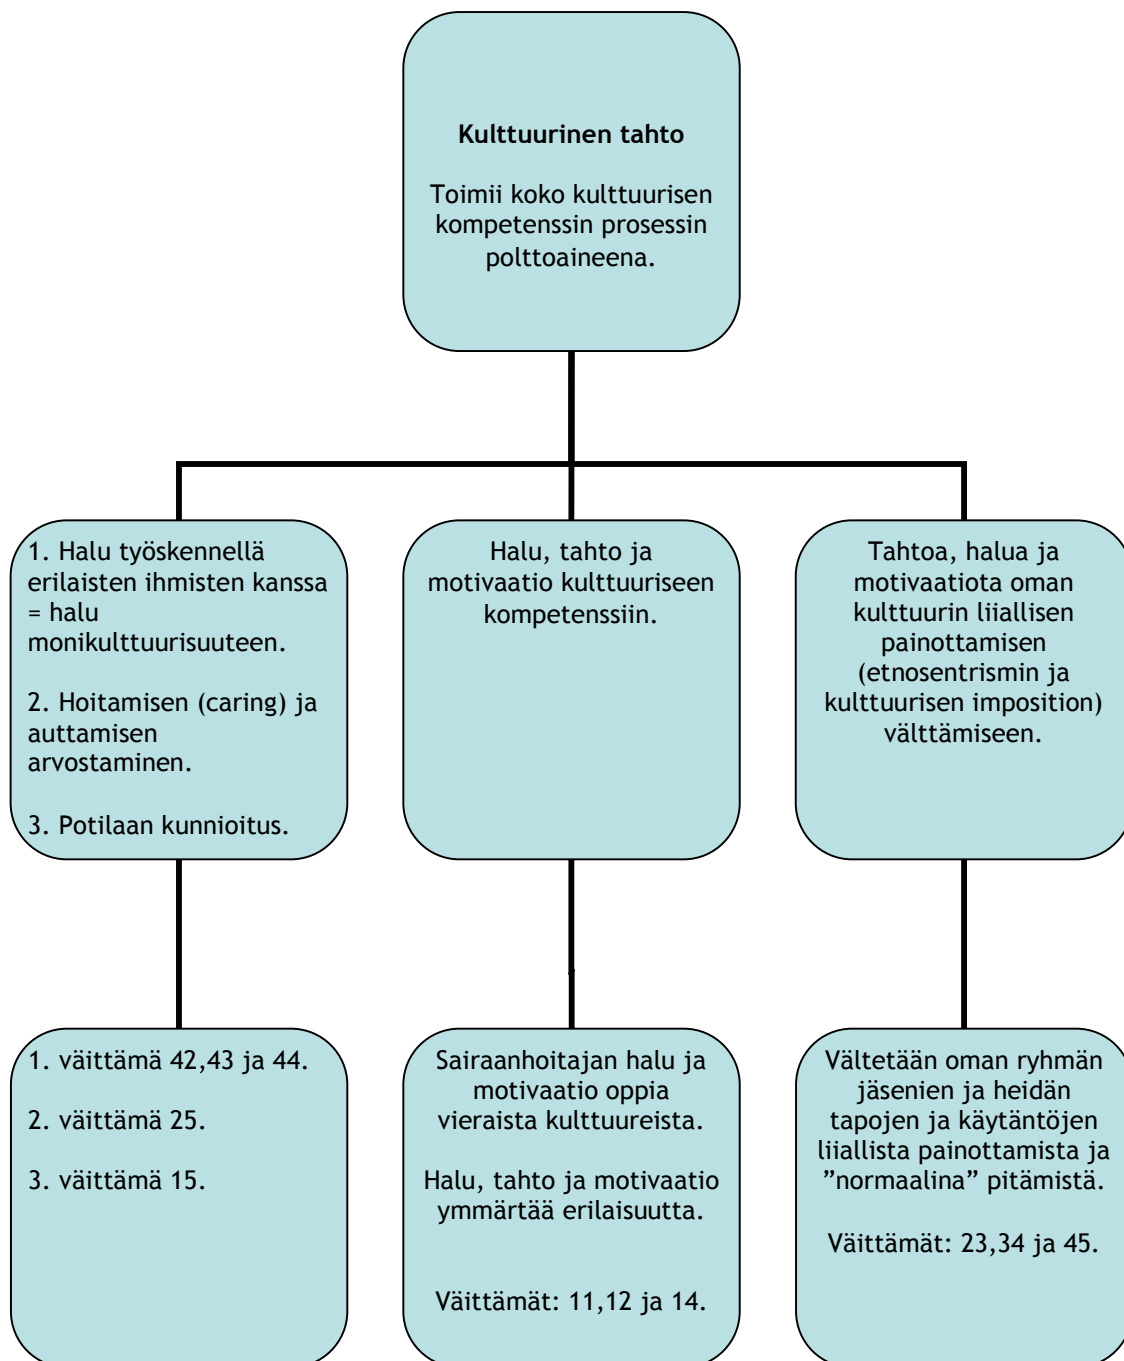 Kulttuurinen tahto
Toimii koko kulttuurisen
kompetenssin prosessin
polttoaineena.
1. Halu työskennellä
erilaisten ihmisten kanssa
= halu
monikulttuurisuuteen.
2. Hoitamisen (caring) ja
auttamisen
arvostaminen.
3. Potilaan kunnioitus.
Halu, tahto ja
motivaatio kulttuuriseen
kompetenssiin.
Tahtoa, halua ja
motivaatiota oman
kulttuurin liiallisen
painottamisen
(etnosentrismin ja
kulttuurisen imposition)
välttämiseen.
1. väittämä 42,43 ja 44.
2. väittämä 25.
3. väittämä 15.
Sairaanhoitajan halu ja
motivaatio oppia
vieraista kulttuureista.
Halu, tahto ja motivaatio
ymmärtää erilaisuutta.
Väittämät: 11,12 ja 14.
Vältetään oman ryhmän
jäsenien ja heidän
tapojen ja käytäntöjen
liiallista painottamista ja
”normaalina” pitämistä.
Väittämät: 23,34 ja 45.